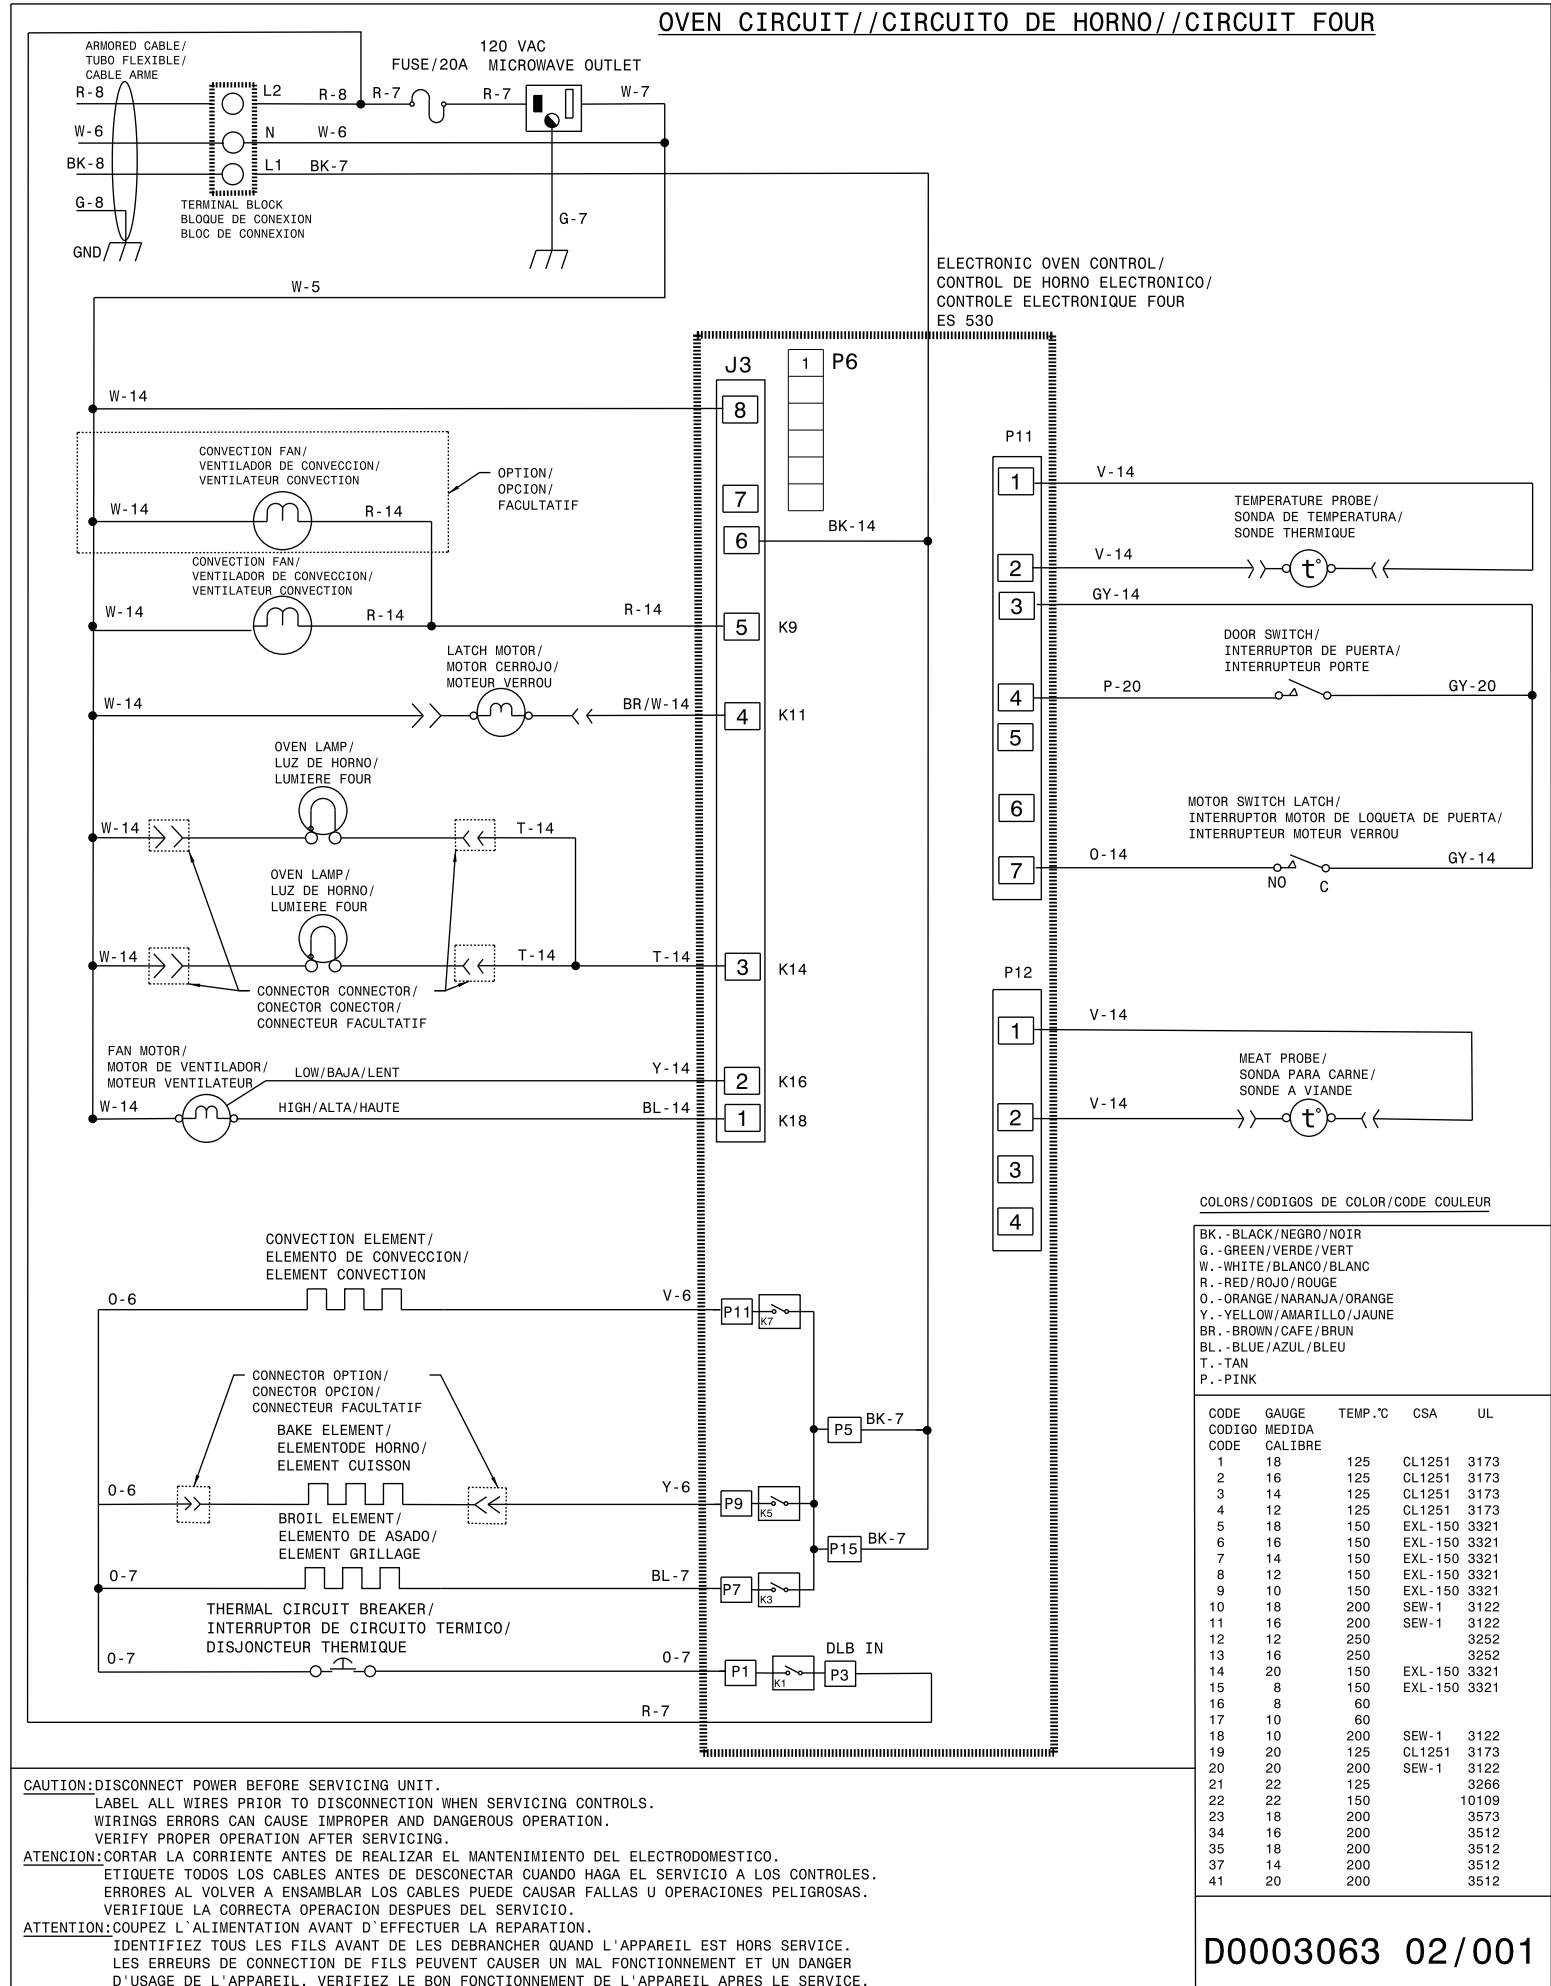 OVEN CIRCUIT//CIRCUITO DE HORNO//CIRCUIT FOUR
ARMORED CABLE/
TUBO FLEXIBLE/
CABLE ARME
120 VAC
FUSE/20A MICROWAVE OUTLET
R-8
L2
R-8
R-7
R-7
W-7
W-6
N
W-6
BK-8
L1
BK-7
G-8
TERMINAL BLOCK
BLOQUE DE CONEXION
BLOC DE CONNEXION
G-7
GND
W-5
ELECTRONIC OVEN CONTROL/
CONTROL DE HORNO ELECTRONICO/
CONTROLE ELECTRONIQUE FOUR
ES 530
J3
1
P6
W-14
8
CONVECTION FAN/
VENTILADOR DE CONVECCION/
VENTILATEUR CONVECTION
OPTION/
OPCION/
FACULTATIF
W-14
R-14
7
6
BK-14
CONVECTION FAN/
VENTILADOR DE CONVECCION/
VENTILATEUR CONVECTION
W-14
R-14
R-14
5
K9
LATCH MOTOR/
MOTOR CERROJO/
MOTEUR VERROU
W-14
BR/W-14
4
K11
OVEN LAMP/
LUZ DE HORNO/
LUMIERE FOUR
W-14
T-14
OVEN LAMP/
LUZ DE HORNO/
LUMIERE FOUR
W-14
T-14
T-14
3
K14
CONNECTOR CONNECTOR/
CONECTOR CONECTOR/
CONNECTEUR FACULTATIF
FAN MOTOR/
MOTOR DE VENTILADOR/
MOTEUR VENTILATEUR
LOW/BAJA/LENT
Y-14
2
K16
W-14
HIGH/ALTA/HAUTE
BL-14
1
K18
P11
1
V-14
TEMPERATURE PROBE/
SONDA DE TEMPERATURA/
SONDE THERMIQUE
2
V-14
t°
3
GY-14
DOOR SWITCH/
INTERRUPTOR DE PUERTA/
INTERRUPTEUR PORTE
4
P-20
GY-20
5
6
MOTOR SWITCH LATCH/
INTERRUPTOR MOTOR DE LOQUETA DE PUERTA/
INTERRUPTEUR MOTEUR VERROU
7
O-14
GY-14
NO
C
P12
1
V-14
MEAT PROBE/
SONDA PARA CARNE/
SONDE A VIANDE
2
V-14
t°
3
4
CONVECTION ELEMENT/
ELEMENTO DE CONVECCION/
ELEMENT CONVECTION
O-6
V-6
P11
K7
CONNECTOR OPTION/
CONECTOR OPCION/
CONNECTEUR FACULTATIF
P5
BK-7
BAKE ELEMENT/
ELEMENTODE HORNO/
ELEMENT CUISSON
O-6
Y-6
P9
K5
BROIL ELEMENT/
ELEMENTO DE ASADO/
ELEMENT GRILLAGE
P15
BK-7
O-7
BL-7
P7
K3
THERMAL CIRCUIT BREAKER/
INTERRUPTOR DE CIRCUITO TERMICO/
DISJONCTEUR THERMIQUE
DLB IN
O-7
O-7
P1
K1
P3
R-7
COLORS/CODIGOS DE COLOR/CODE COULEUR
BK.-BLACK/NEGRO/NOIR
G.-GREEN/VERDE/VERT
W.-WHITE/BLANCO/BLANC
R.-RED/ROJO/ROUGE
O.-ORANGE/NARANJA/ORANGE
Y.-YELLOW/AMARILLO/JAUNE
BR.-BROWN/CAFE/BRUN
BL.-BLUE/AZUL/BLEU
T.-TAN
P.-PINK
CODE GAUGE TEMP.℃ CSA UL
CODIGO MEDIDA
CODE CALIBRE
1 18 125 CL1251 3173
2 16 125 CL1251 3173
3 14 125 CL1251 3173
4 12 125 CL1251 3173
5 18 150 EXL-150 3321
6 16 150 EXL-150 3321
7 14 150 EXL-150 3321
8 12 150 EXL-150 3321
9 10 150 EXL-150 3321
10 18 200 SEW-1 3122
11 16 200 SEW-1 3122
12 12 250 3252
13 16 250 3252
14 20 150 EXL-150 3321
15 8 150 EXL-150 3321
16 8 60
17 10 60
18 10 200 SEW-1 3122
19 20 125 CL1251 3173
20 20 200 SEW-1 3122
21 22 125 3266
22 22 150 10109
23 18 200 3573
34 16 200 3512
35 18 200 3512
37 14 200 3512
41 20 200 3512
CAUTION:DISCONNECT POWER BEFORE SERVICING UNIT.
LABEL ALL WIRES PRIOR TO DISCONNECTION WHEN SERVICING CONTROLS.
WIRINGS ERRORS CAN CAUSE IMPROPER AND DANGEROUS OPERATION.
VERIFY PROPER OPERATION AFTER SERVICING.
ATENCION:CORTAR LA CORRIENTE ANTES DE REALIZAR EL MANTENIMIENTO DEL ELECTRODOMESTICO.
ETIQUETE TODOS LOS CABLES ANTES DE DESCONECTAR CUANDO HAGA EL SERVICIO A LOS CONTROLES.
ERRORES AL VOLVER A ENSAMBLAR LOS CABLES PUEDE CAUSAR FALLAS U OPERACIONES PELIGROSAS.
VERIFIQUE LA CORRECTA OPERACION DESPUES DEL SERVICIO.
ATTENTION:COUPEZ L`ALIMENTATION AVANT D`EFFECTUER LA REPARATION.
IDENTIFIEZ TOUS LES FILS AVANT DE LES DEBRANCHER QUAND L'APPAREIL EST HORS SERVICE.
LES ERREURS DE CONNECTION DE FILS PEUVENT CAUSER UN MAL FONCTIONNEMENT ET UN DANGER
D'USAGE DE L'APPAREIL. VERIFIEZ LE BON FONCTIONNEMENT DE L'APPAREIL APRES LE SERVICE.
D0003063 02/001